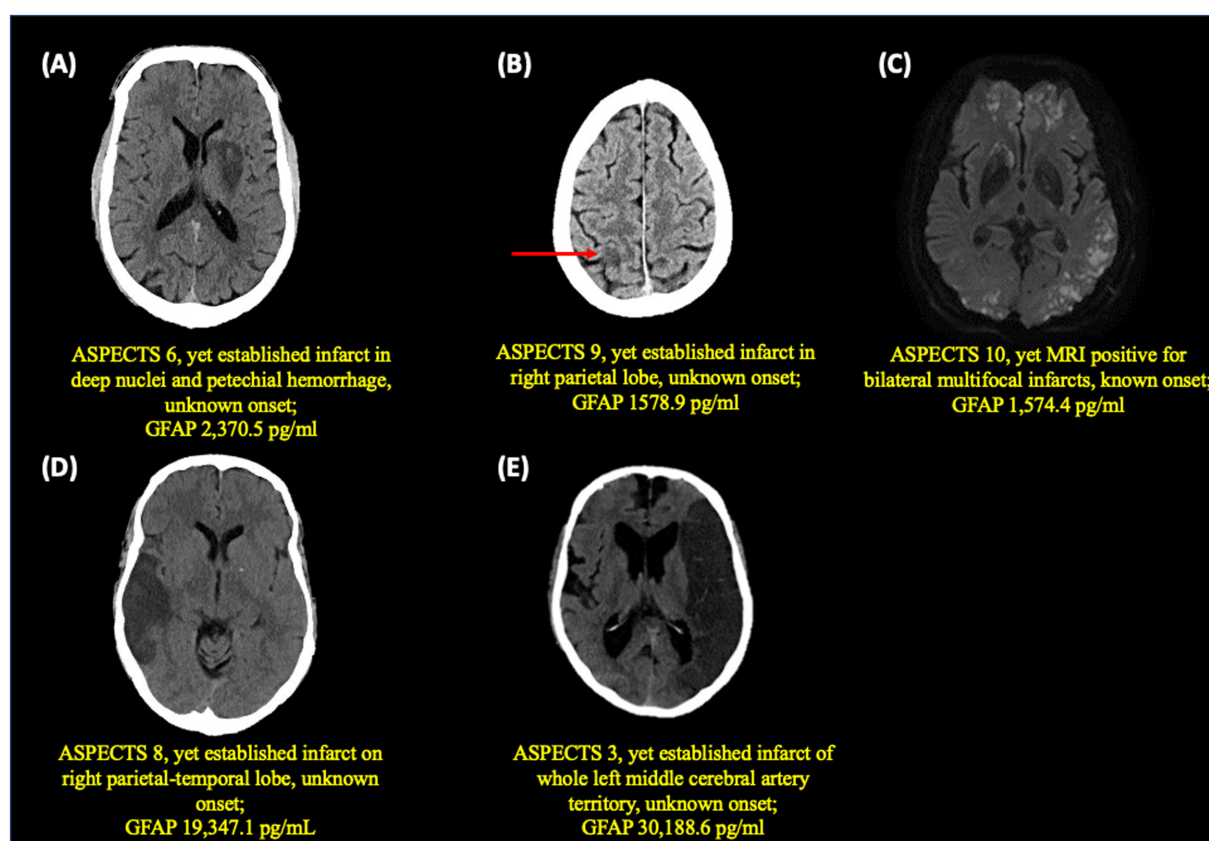 (A)
(B)
(C)
ASPECTS 6, yet established infarct in
deep nuclei and petechial hemorrhage,
unknown onset;
GFAP 2,370.5 pg/ml
ASPECTS 9, yet established infarct in
right parietal lobe, unknown onset;
GFAP 1578.9 pg/ml
ASPECTS 10, yet MRI positive for
bilateral multifocal infarcts, known onset;
GFAP 1,574.4 pg/ml
(D)
(E)
ASPECTS 8, yet established infarct on
right parietal-temporal lobe, unknown
onset;
GFAP 19,347.1 pg/mL
ASPECTS 3, yet established infarct of
whole left middle cerebral artery
territory, unknown onset;
GFAP 30,188.6 pg/ml